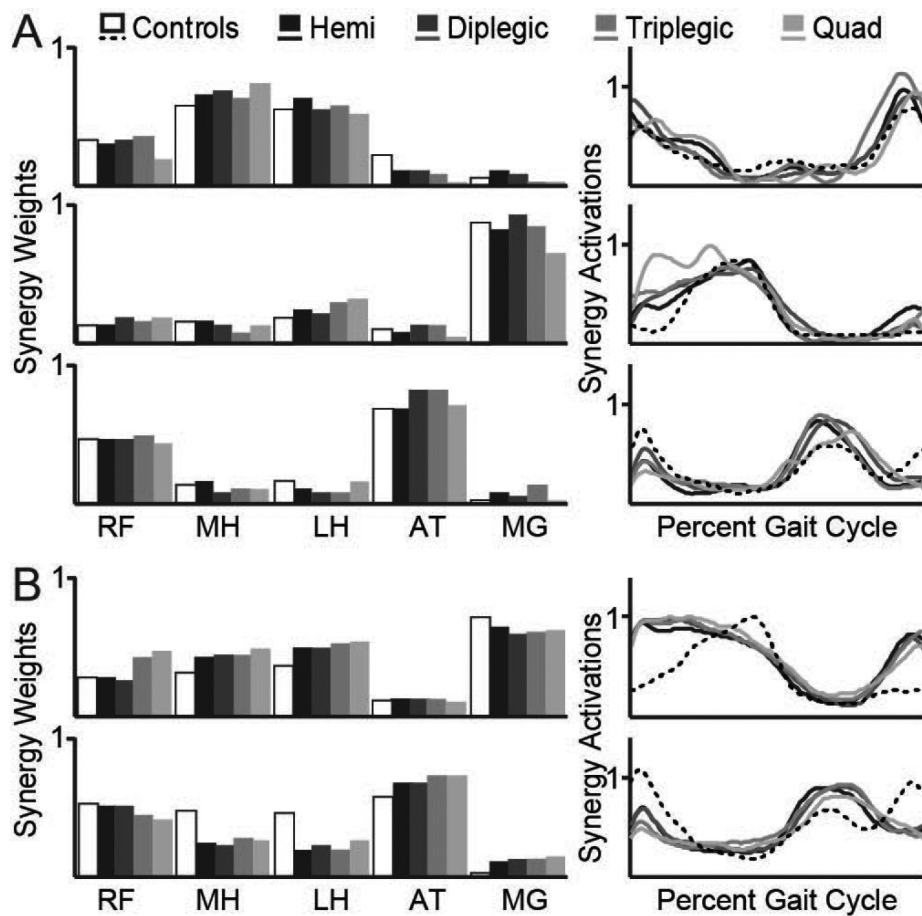 A
Controls Hemi Diplegic Triplegic Quad
1
1
Synergy Weights
1
1
Synergy Activations
1
1
RF MH LH AT MG
Percent Gait Cycle
B
1
Synergy Weights
1
1
Synergy Activations
1
RF MH LH AT MG
Percent Gait Cycle